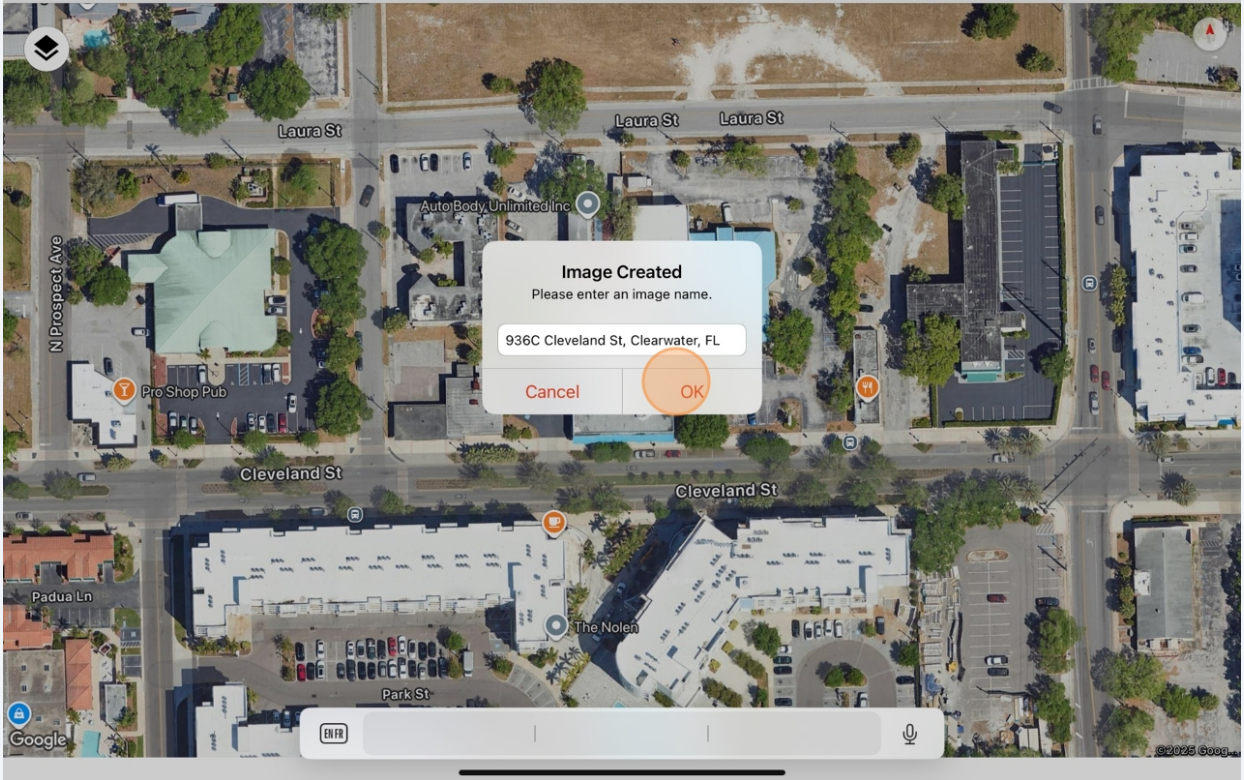 Laura St
Laura St
Laura St
Auto Body Unlimited Inc
N Prospect Ave
Image Created
Please enter an image name.
936C Cleveland St, Clearwater, FL
Cancel
OK
Pro Shop Pub
Cleveland St
Cleveland St
Padua Ln
The Nolen
Park St
EN FR
Google
©2025 Goog...